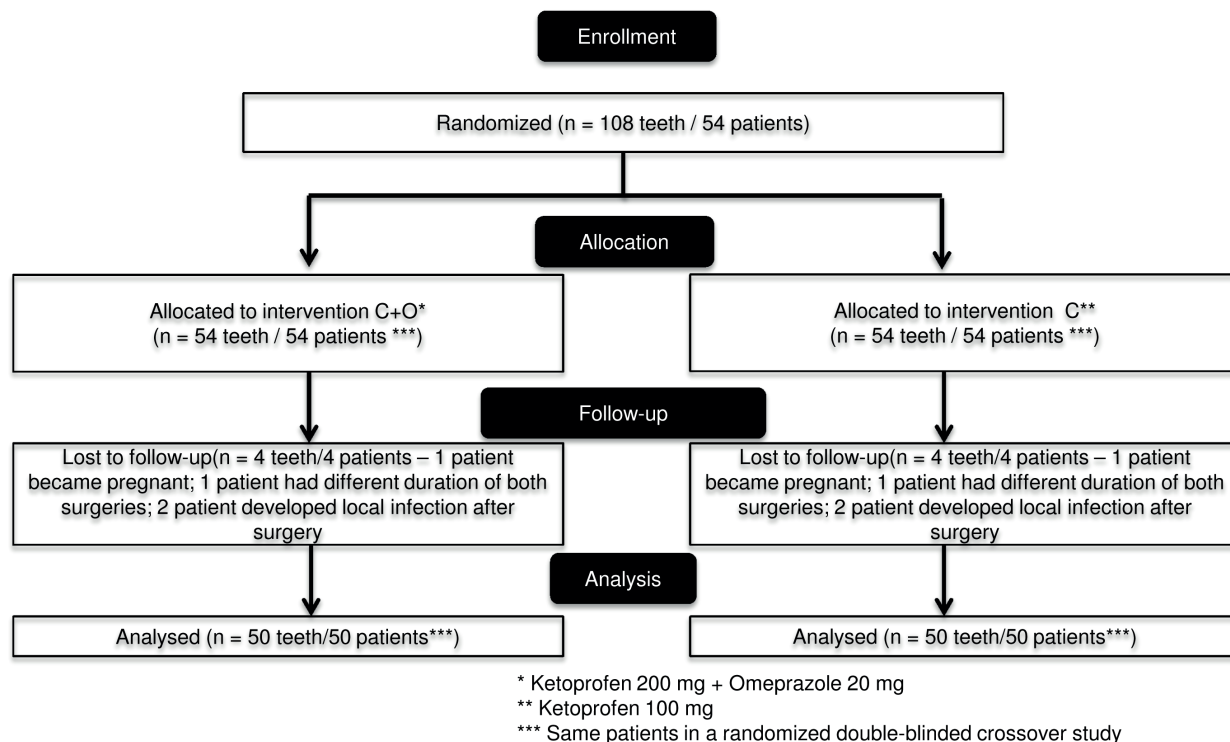 Enrollment
Randomized (n = 108 teeth / 54 patients)
Allocation
Allocated to intervention C+O*
(n = 54 teeth / 54 patients ***)
Allocated to intervention C**
(n = 54 teeth / 54 patients ***)
Follow-up
Lost to follow-up(n = 4 teeth/4 patients – 1 patient
became pregnant; 1 patient had different duration of both
surgeries; 2 patient developed local infection after
surgery
Lost to follow-up(n = 4 teeth/4 patients – 1 patient
became pregnant; 1 patient had different duration of both
surgeries; 2 patient developed local infection after
surgery
Analysis
Analysed (n = 50 teeth/50 patients***)
Analysed (n = 50 teeth/50 patients***)
* Ketoprofen 200 mg + Omeprazole 20 mg
** Ketoprofen 100 mg
*** Same patients in a randomized double-blinded crossover study